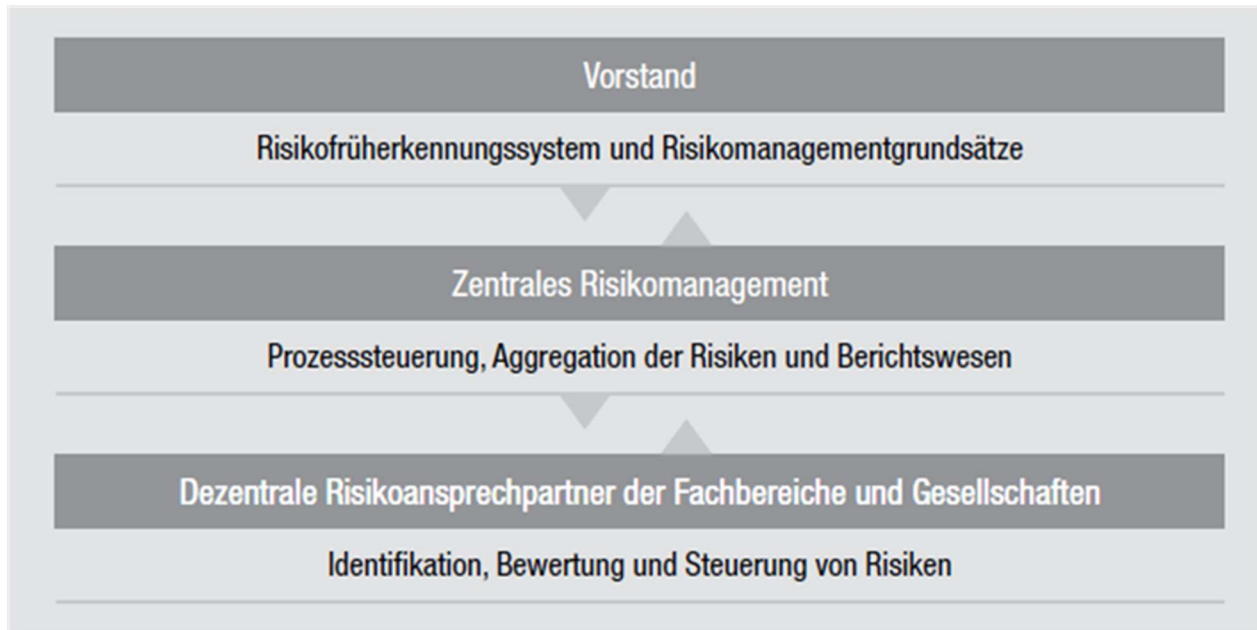 Vorstand
Risikofrüherkennungssystem und Risikomanagementgrundsätze
Zentrales Risikomanagement
Prozesssteuerung, Aggregation der Risiken und Berichtswesen
Dezentrale Risikoansprechpartner der Fachbereiche und Gesellschaften
Identifikation, Bewertung und Steuerung von Risiken